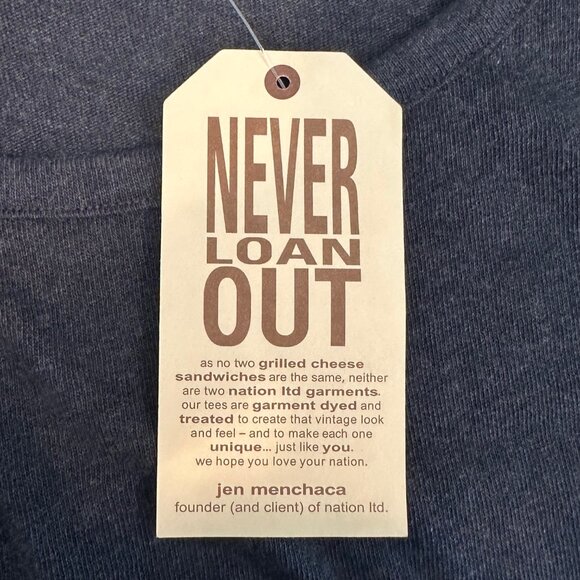 NEVER
LOAN
OUT
as no two grilled cheese
sandwiches are the same, neither
are two nation ltd garments.
our tees are garment dyed and
treated to create that vintage look
and feel – and to make each one
unique... just like you.
we hope you love your nation.
jen menchaca
founder (and client) of nation ltd.